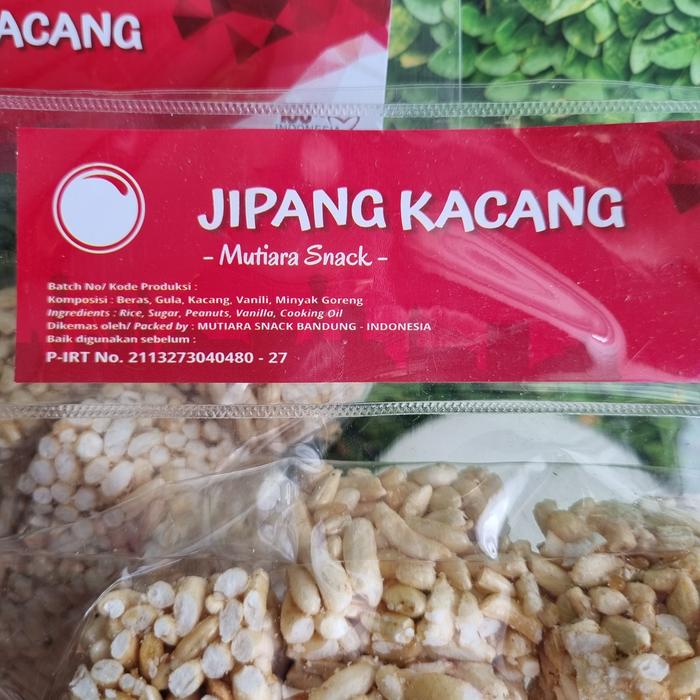 ACANG
100
INDONESIA
JIPANG KACANG
- Mutiara Snack -
Batch No/ Kode Produksi :
Komposisi : Beras, Gula, Kacang, Vanili, Minyak Goreng
Ingredients : Rice, Sugar, Peanuts, Vanilla, Cooking Oil
Dikemas oleh/ Packed by : MUTIARA SNACK BANDUNG - INDONESIA
Baik digunakan sebelum :
P-IRT No. 2113273040480 - 27